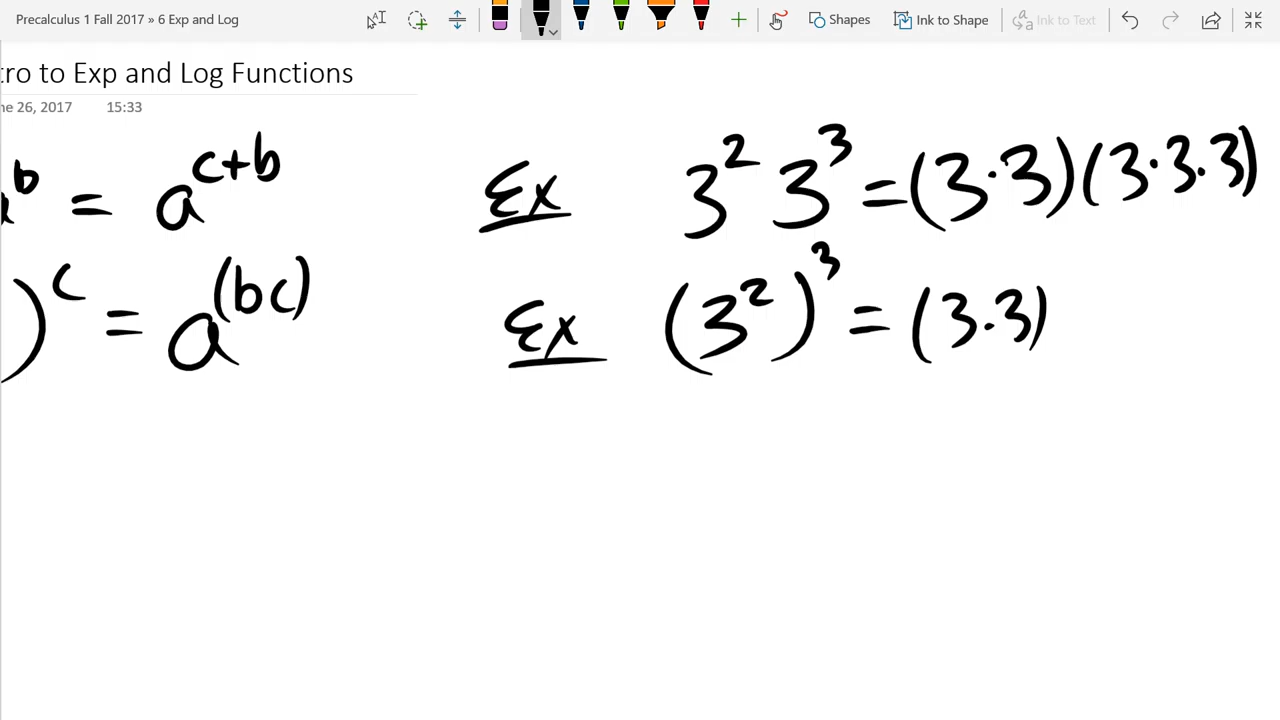 Precalculus 1 Fall 2017 » 6 Exp and Log
Shapes
Ink to Shape
Ink to Text
tro to Exp and Log Functions
ne 26, 2017 15:33
b = a^{c+b} Ex 3^2 3^3 = (3·3)(3·3·3)
)^c = a^{(bc)} Ex (3^2)^3 = (3·3)